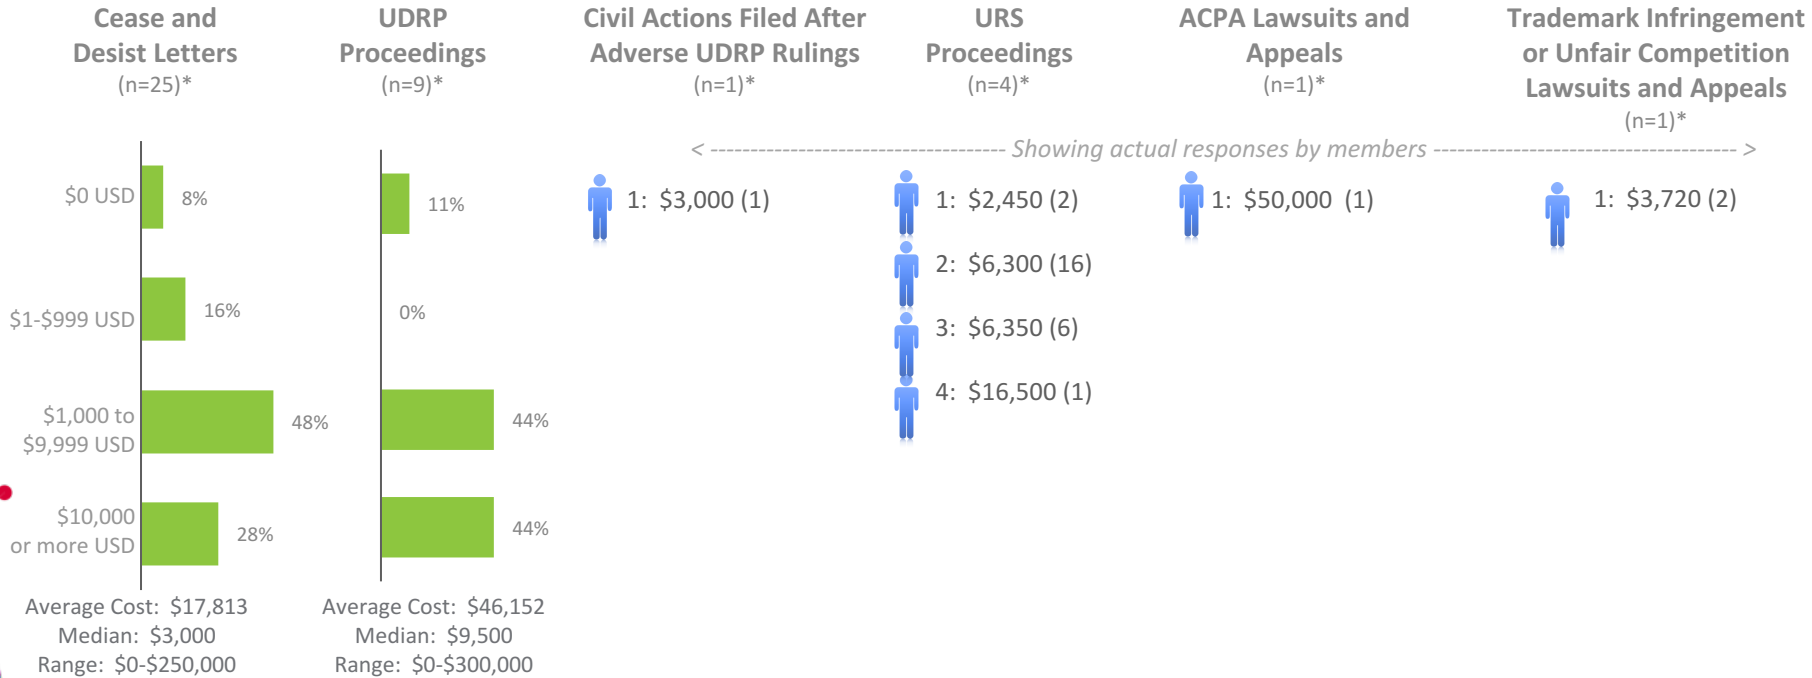 Cease and
Desist Letters
(n=25)*
UDRP
Proceedings
(n=9)*
Civil Actions Filed After
Adverse UDRP Rulings
(n=1)*
URS
Proceedings
(n=4)*
ACPA Lawsuits and
Appeals
(n=1)*
Trademark Infringement
or Unfair Competition
Lawsuits and Appeals
(n=1)*
< ---------------------------------- Showing actual responses by members ----------------------------------- >
$0 USD
8%
11%
$1-$999 USD
16%
0%
$1,000 to
$9,999 USD
48%
44%
$10,000
or more USD
28%
44%
Average Cost: $17,813
Median: $3,000
Range: $0-$250,000
Average Cost: $46,152
Median: $9,500
Range: $0-$300,000
1: $3,000 (1)
1: $2,450 (2)
2: $6,300 (16)
3: $6,350 (6)
4: $16,500 (1)
1: $50,000 (1)
1: $3,720 (2)